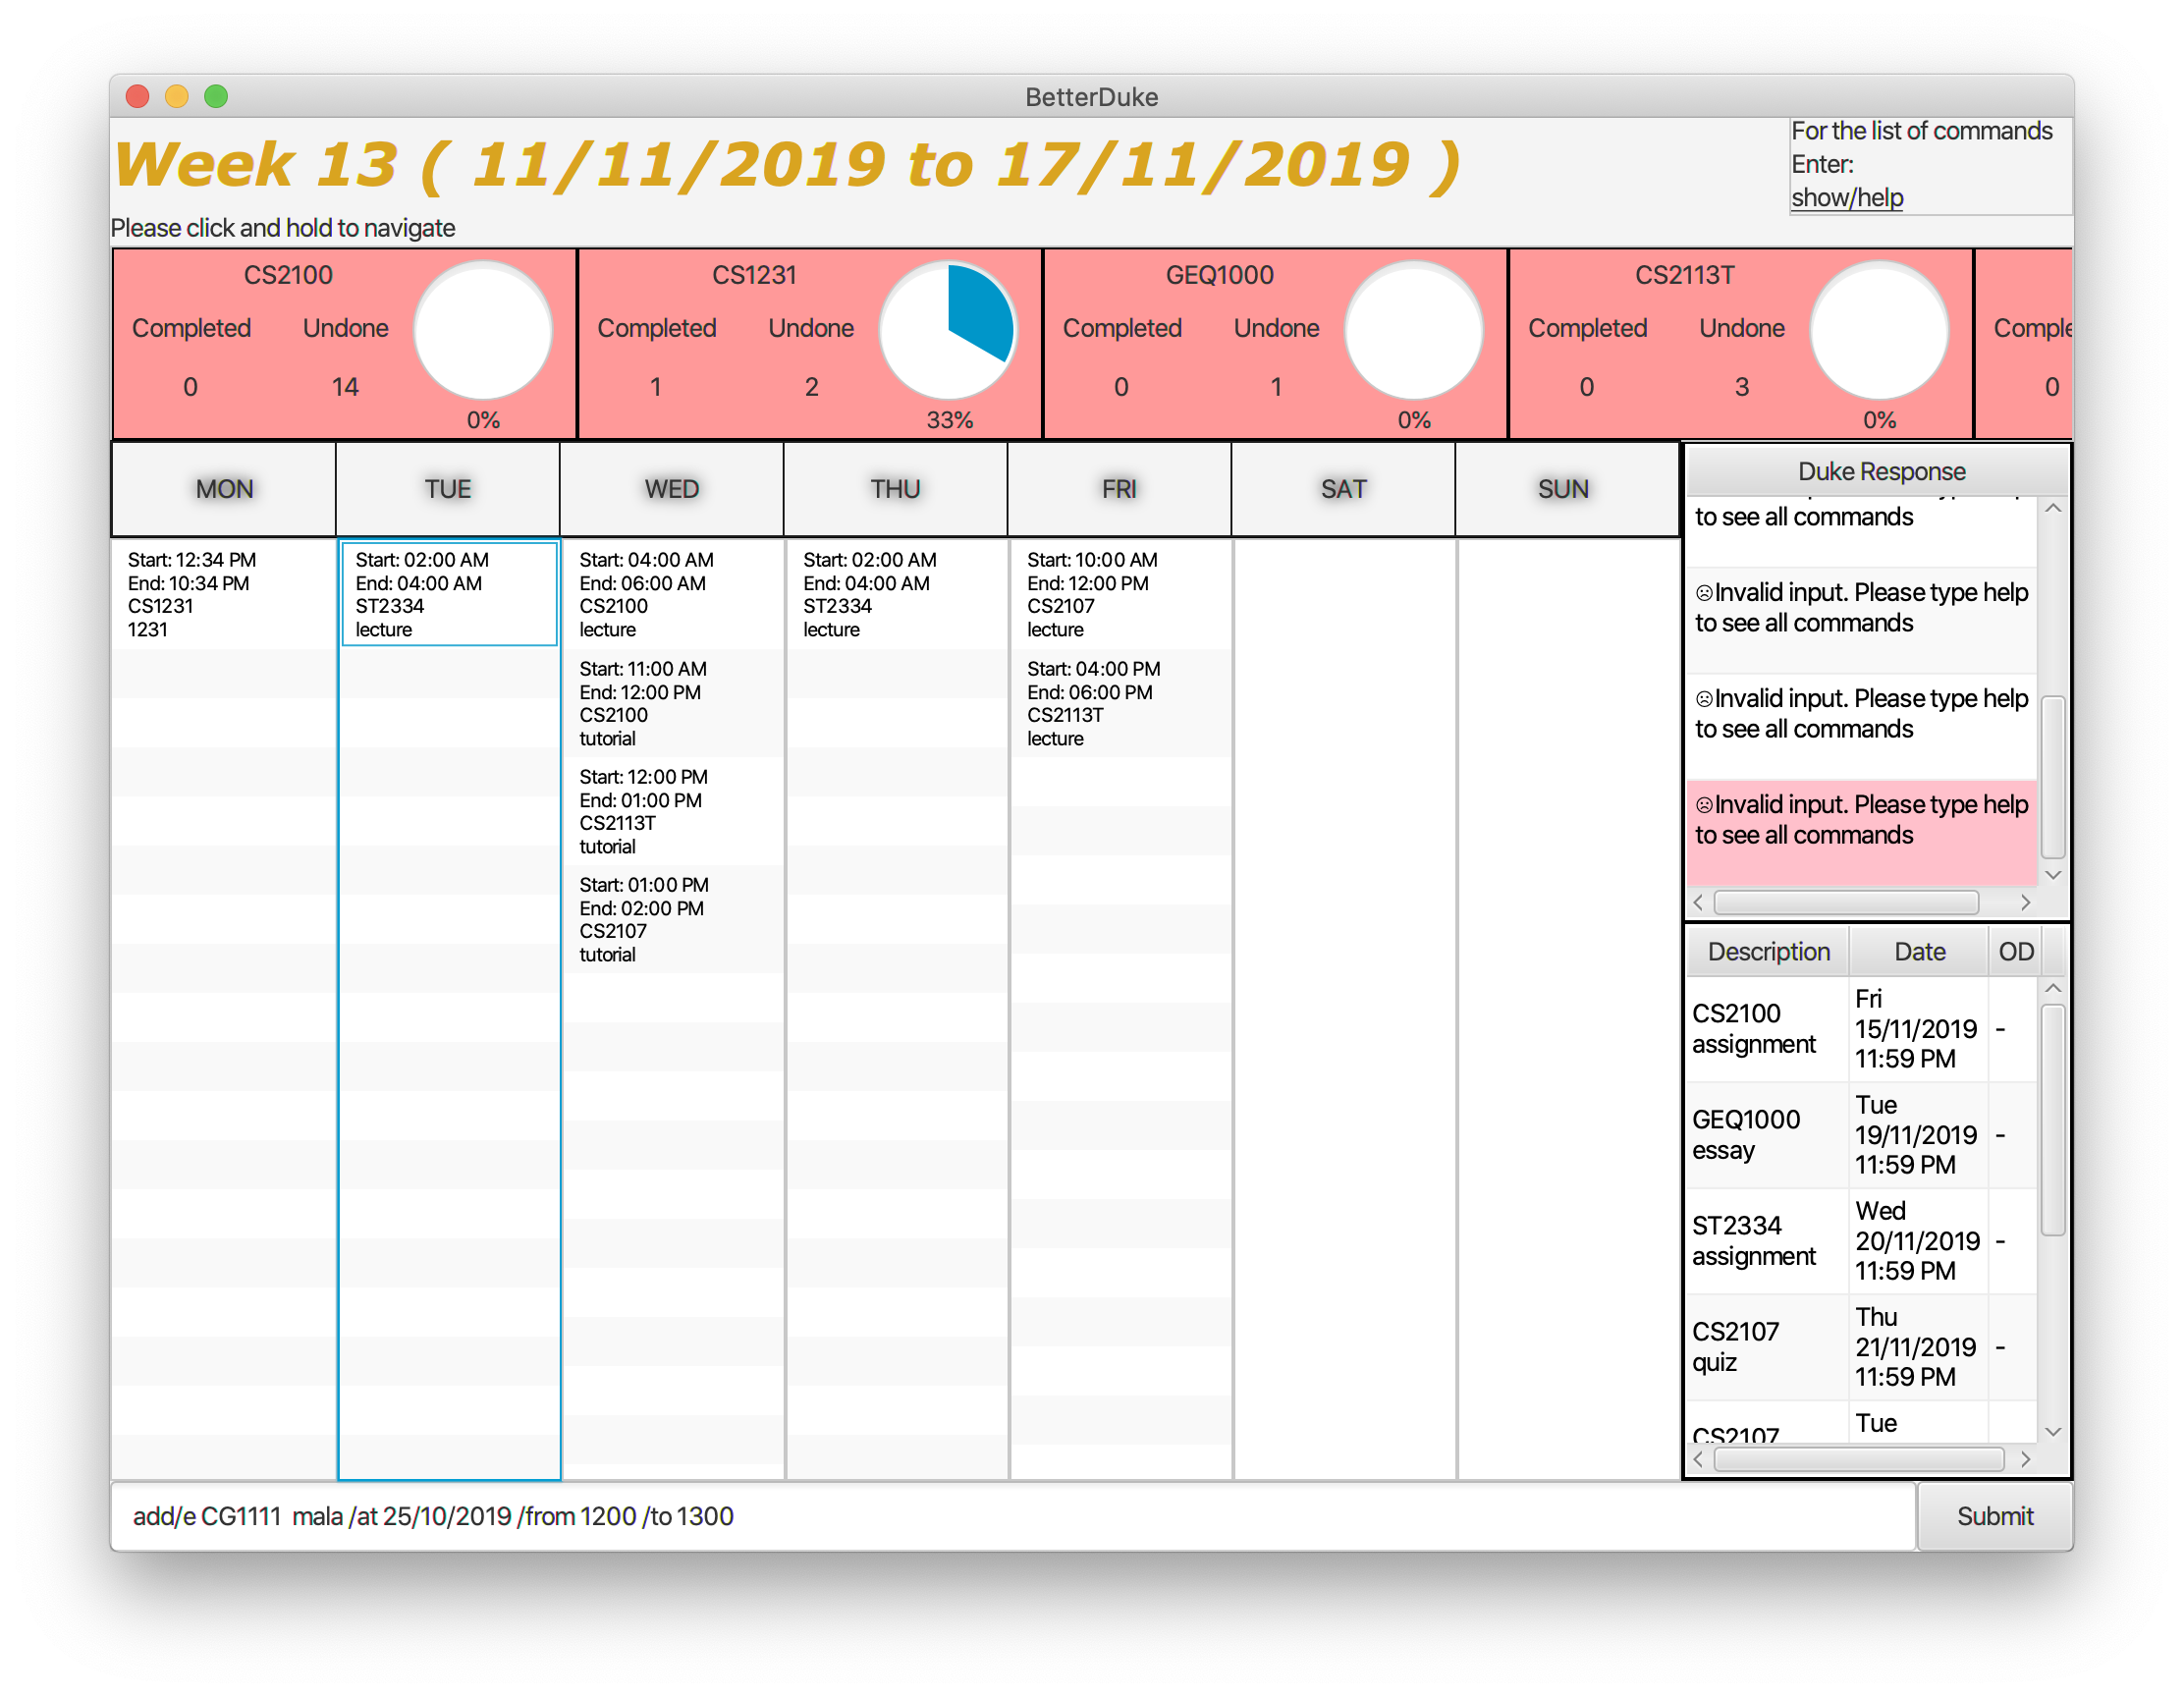 BetterDuke
Week 13 ( 11/11/2019 to 17/11/2019 )
For the list of commands
Enter:
show/help
Please click and hold to navigate
CS2100
Completed Undone
0 14
0%
CS1231
Completed Undone
1 2
33%
GEQ1000
Completed Undone
0 1
0%
CS2113T
Completed Undone
0 3
0%
0
MON TUE WED THU FRI SAT SUN
Start: 12:34 PM
End: 10:34 PM
CS1231
1231
Start: 02:00 AM
End: 04:00 AM
ST2334
lecture
Start: 04:00 AM
End: 06:00 AM
CS2100
lecture
Start: 11:00 AM
End: 12:00 PM
CS2100
tutorial
Start: 12:00 PM
End: 01:00 PM
CS2113T
tutorial
Start: 01:00 PM
End: 02:00 PM
CS2107
tutorial
Start: 02:00 AM
End: 04:00 AM
ST2334
lecture
Start: 10:00 AM
End: 12:00 PM
CS2107
lecture
Start: 04:00 PM
End: 06:00 PM
CS2113T
lecture
Duke Response
to see all commands
☹Invalid input. Please type help
to see all commands
☹Invalid input. Please type help
to see all commands
☹Invalid input. Please type help
to see all commands
Description Date OD
CS2100
assignment
Fri
15/11/2019
11:59 PM
-
GEQ1000
essay
Tue
19/11/2019
11:59 PM
-
ST2334
assignment
Wed
20/11/2019
11:59 PM
-
CS2107
quiz
Thu
21/11/2019
11:59 PM
-
CS2107
Tue
add/e CG1111  mala /at 25/10/2019 /from 1200 /to 1300
Submit